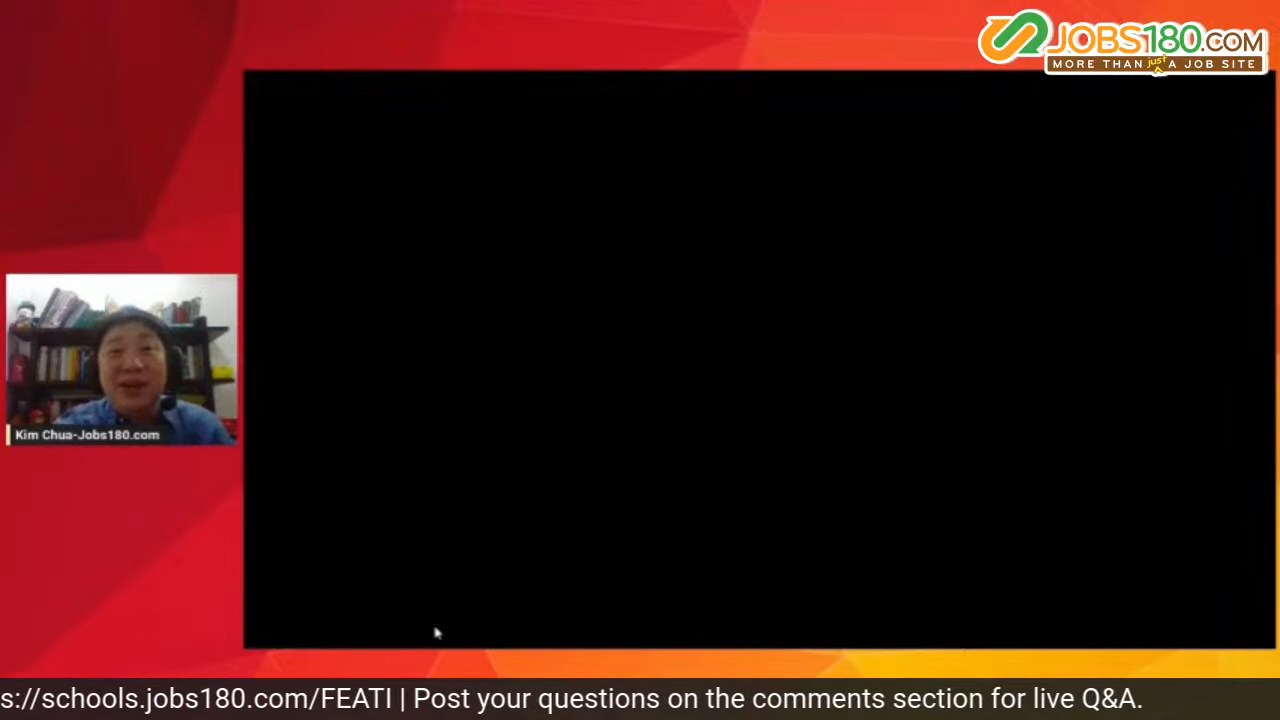 JOBS180.COM
MORE THAN just A JOB SITE
Kim Chua-Jobs180.com
s://schools.jobs180.com/FEATI | Post your questions on the comments section for live Q&A.